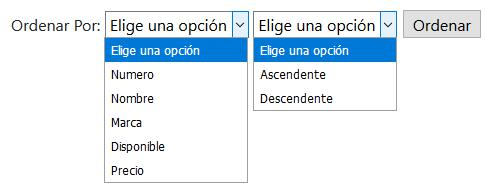 Ordenar Por: Elige una opción Elige una opción Ordenar
Elige una opción Elige una opción
Numero Ascendente
Nombre Descendente
Marca
Disponible
Precio